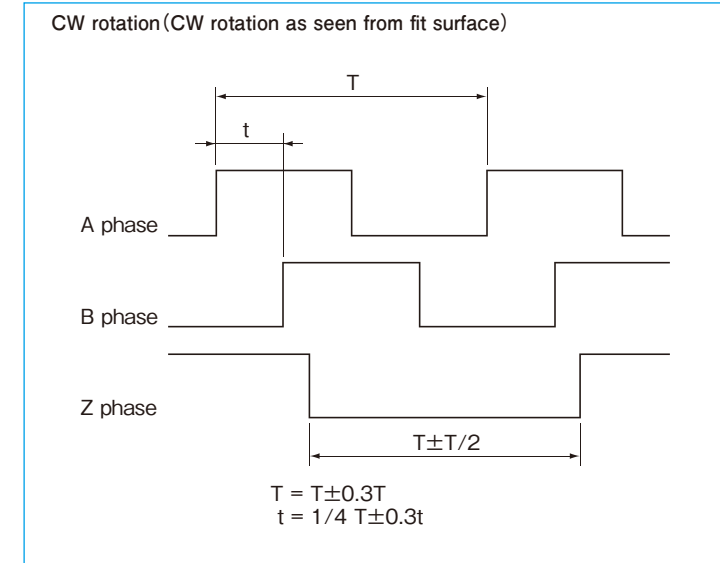 CW rotation（CW rotation as seen from fit surface）
T
t
A phase
B phase
Z phase
T±T/2
T = T±0.3T
t = 1/4 T±0.3t